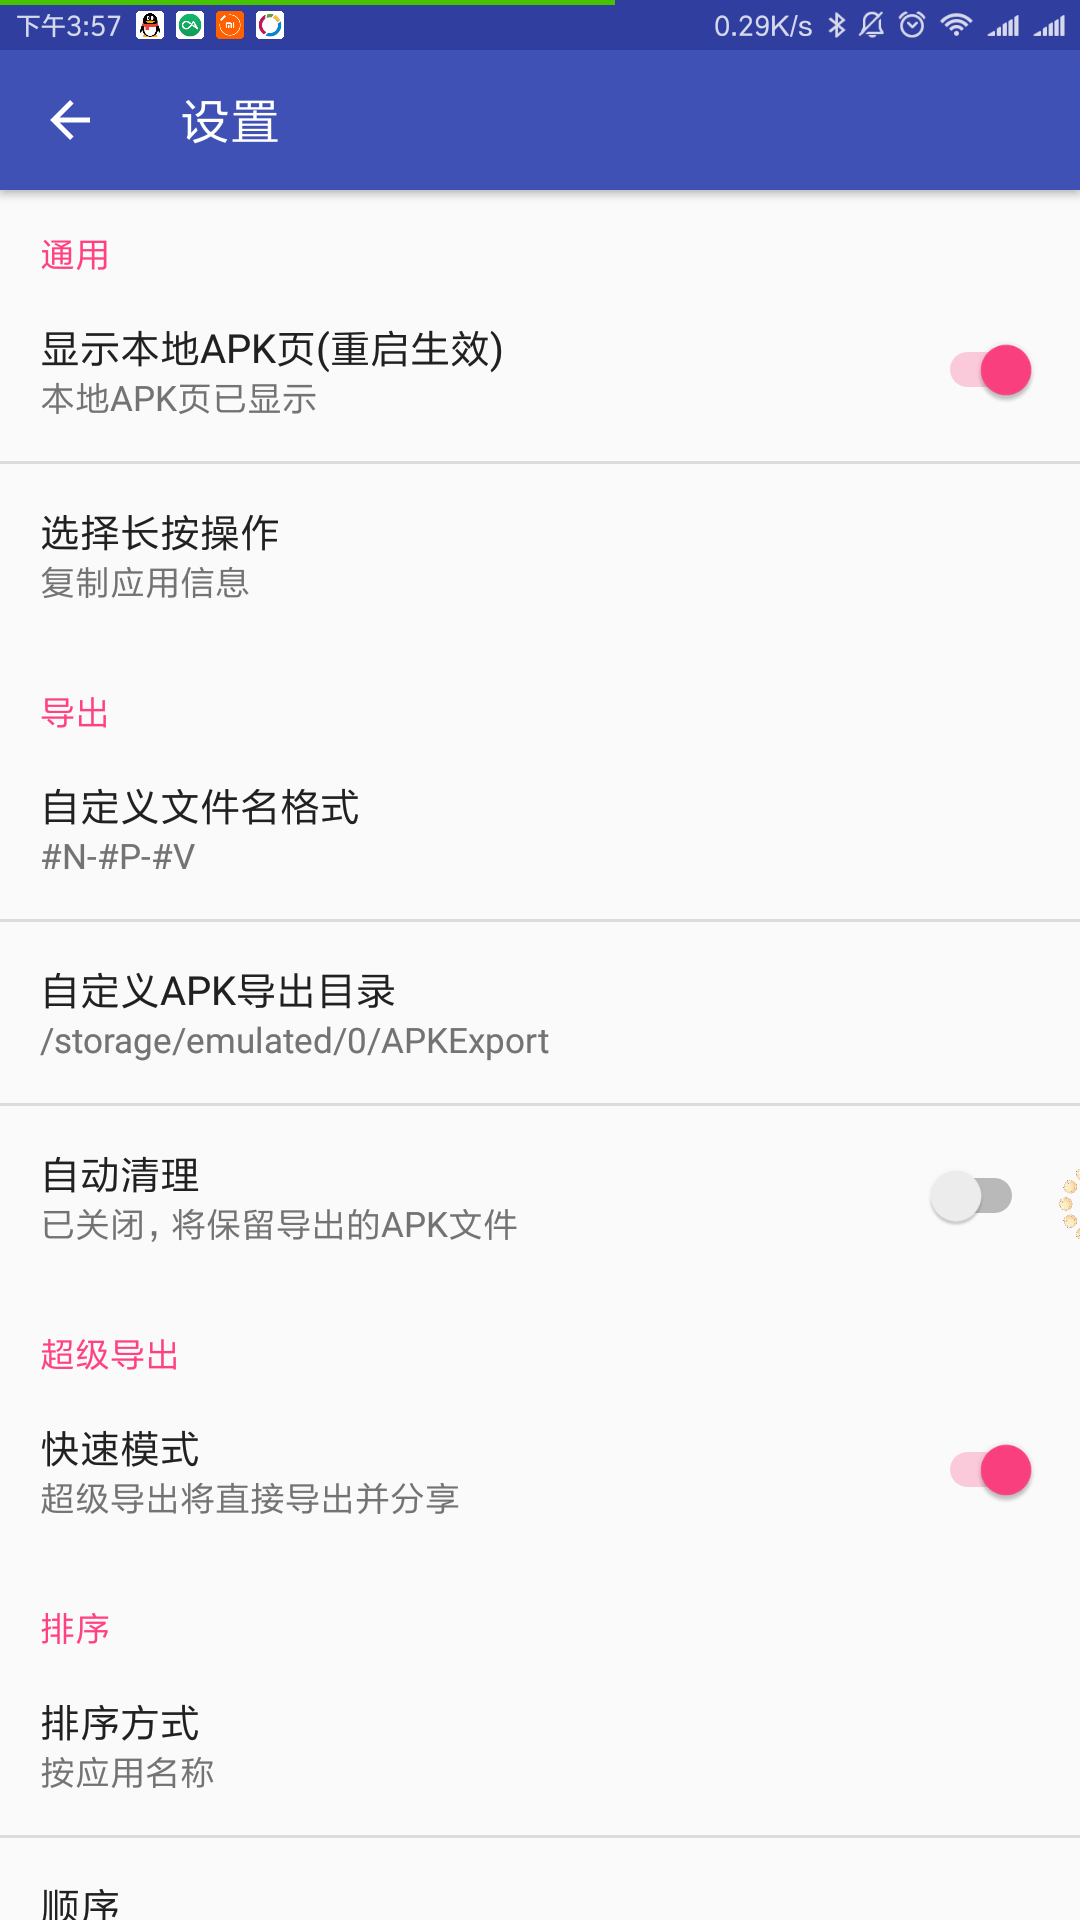 下午3:57
0.29K/s
设置
通用
显示本地APK页(重启生效)
本地APK页已显示
选择长按操作
复制应用信息
导出
自定义文件名格式
#N-#P-#V
自定义APK导出目录
/storage/emulated/0/APKExport
自动清理
已关闭，将保留导出的APK文件
超级导出
快速模式
超级导出将直接导出并分享
排序
排序方式
按应用名称
顺序